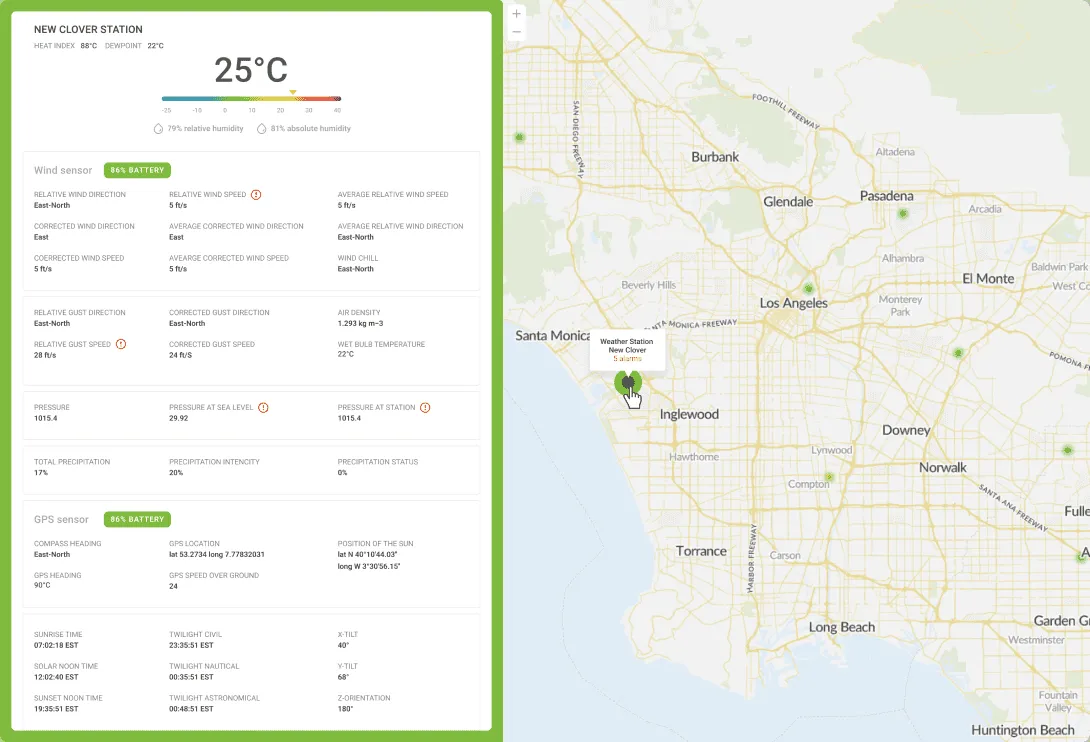 NEW CLOVER STATION
HEAT INDEX 88°C DEWPOINT 22°C
25°C
-25 -10 0 10 20 30 40
79% relative humidity 81% absolute humidity
Wind sensor 86% BATTERY
RELATIVE WIND DIRECTION RELATIVE WIND SPEED AVERAGE RELATIVE WIND SPEED
East-North 5 ft/s 5 ft/s
CORRECTED WIND DIRECTION AVERAGE CORRECTED WIND DIRECTION AVERAGE RELATIVE WIND DIRECTION
East East East-North
COERRECTED WIND SPEED AVEARGE CORRECTED WIND SPEED WIND CHILL
5 ft/s 5 ft/s East-North
RELATIVE GUST DIRECTION CORRECTED GUST DIRECTION AIR DENSITY
East-North East-North 1.293 kg m−3
RELATIVE GUST SPEED CORRECTED GUST SPEED WET BULB TEMPERATURE
28 ft/s 24 ft/S 22°C
PRESSURE PRESSURE AT SEA LEVEL PRESSURE AT STATION
1015.4 29.92 1015.4
TOTAL PRECIPITATION PRECIPITATION INTENCITY PRECIPITATION STATUS
17% 20% 0%
GPS sensor 86% BATTERY
COMPASS HEADING GPS LOCATION POSITION OF THE SUN
East-North lat 53.2734 long 7.77832031 lat N 40°10'44.03"
long W 3°30'56.15"
GPS HEADING GPS SPEED OVER GROUND
90°C 24
SUNRISE TIME TWILIGHT CIVIL X-TILT
07:02:18 EST 23:35:51 EST 40°
SOLAR NOON TIME TWILIGHT NAUTICAL Y-TILT
12:02:40 EST 00:35:51 EST 68°
SUNSET NOON TIME TWILIGHT ASTRONOMICAL Z-ORIENTATION
19:35:51 EST 00:48:51 EST 180°
+
−
SAN DIEGO FREEWAY
FOOTHILL FREEWAY
Burbank
Altadena
Glendale
Pasadena
Arcadia
Alhambra
El Monte
Baldwin Park
West Co
Beverly Hills
Los Angeles
Monterey
Park
Santa Monica
NTA MONICA FREEWAY
POMONA F
Weather Station
New Clover
5 alarms
Inglewood
Downey
Hawthorne
Lynwood
Norwalk
Compton
SANTA ANA FREEWAY
Fulle
Torrance
HARBOR FREEWAY
Carson
A
Long Beach
Garden G
Westminster
Fountain
Valley
Huntington Beach